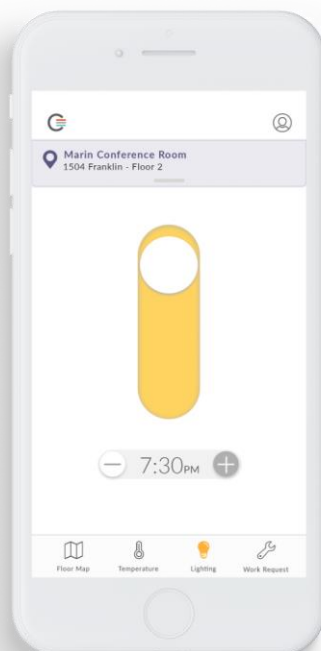 Marin Conference Room
1504 Franklin - Floor 2
7:30PM
Floor Map
Temperature
Lighting
Work Request